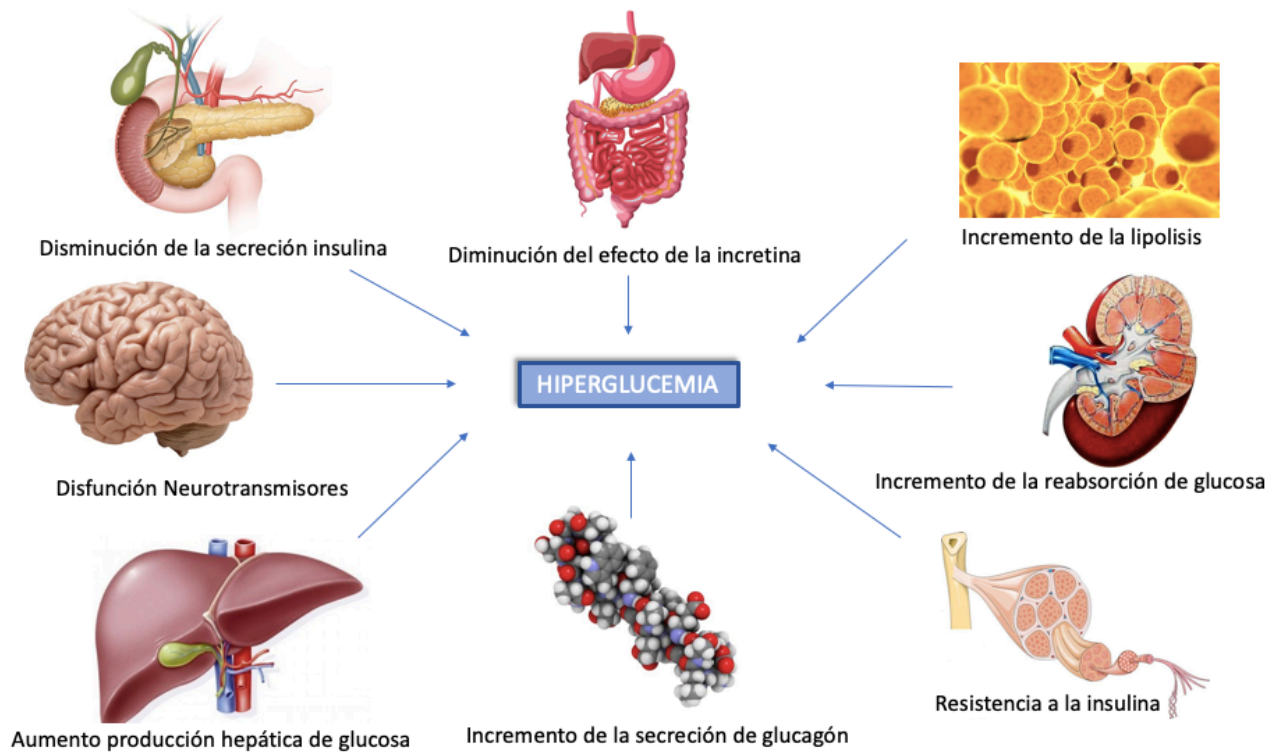 Disminución de la secreción insulina
Diminución del efecto de la incretina
Incremento de la lipolisis
HIPERGLUCEMIA
Disfunción Neurotransmisores
Incremento de la reabsorción de glucosa
Aumento producción hepática de glucosa
Incremento de la secreción de glucagón
Resistencia a la insulina